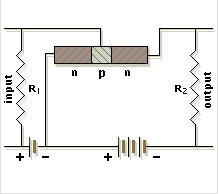 n p n
input
R1
R2
output
+ - + -